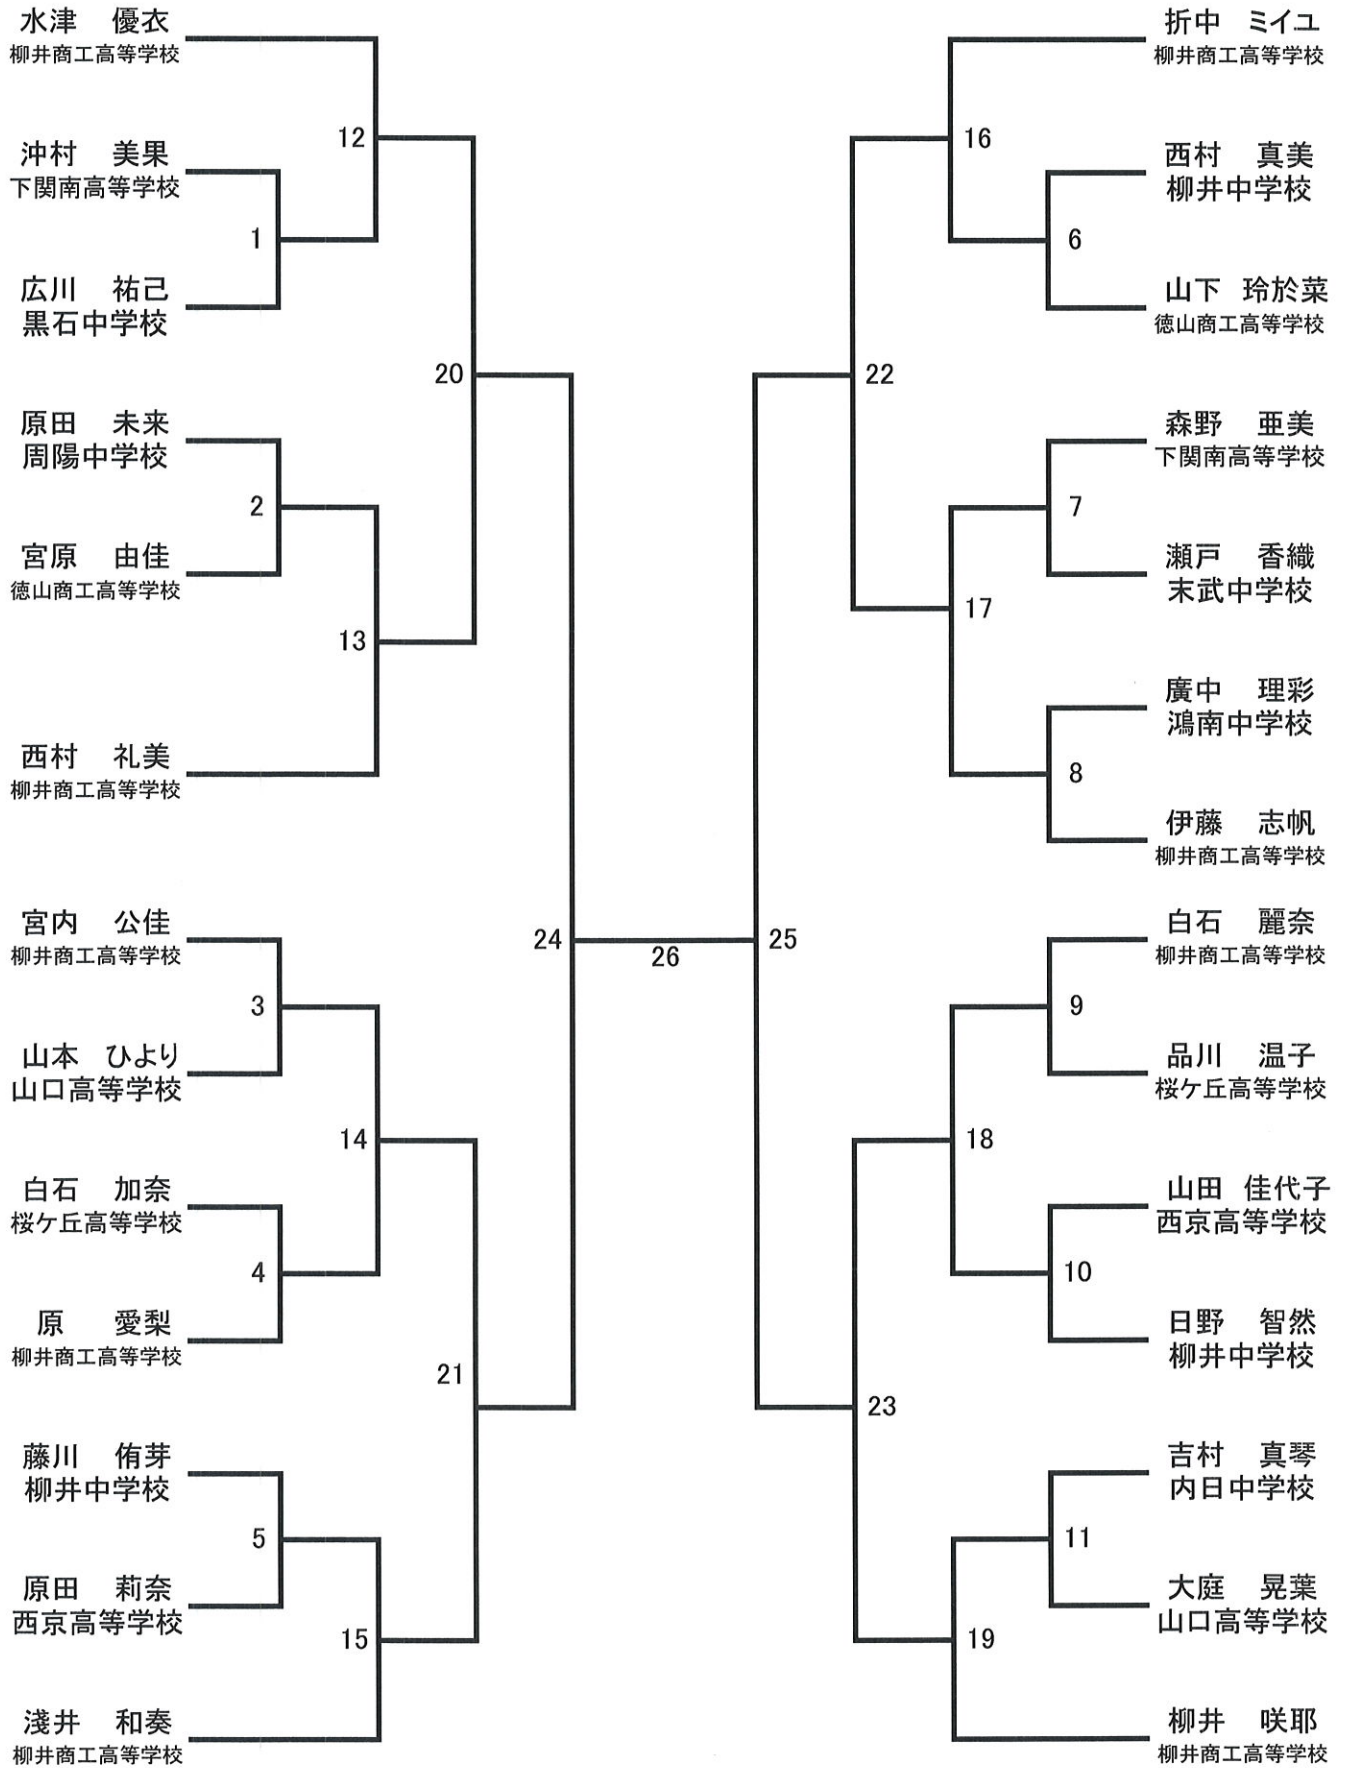 水津　優衣
柳井商工高等学校
12
沖村　美果
下関南高等学校
1
広川　祐己
黒石中学校
20
原田　未来
周陽中学校
2
宮原　由佳
徳山商工高等学校
13
西村　礼美
柳井商工高等学校
24
宮内　公佳
柳井商工高等学校
3
山本　ひより
山口高等学校
14
白石　加奈
桜ケ丘高等学校
4
原　愛梨
柳井商工高等学校
21
藤川　侑芽
柳井中学校
5
原田　莉奈
西京高等学校
15
淺井　和奏
柳井商工高等学校
26
折中　ミイユ
柳井商工高等学校
16
西村　真美
柳井中学校
6
山下　玲於菜
徳山商工高等学校
22
森野　亜美
下関南高等学校
7
瀬戸　香織
末武中学校
17
廣中　理彩
鴻南中学校
8
伊藤　志帆
柳井商工高等学校
25
白石　麗奈
柳井商工高等学校
9
品川　温子
桜ケ丘高等学校
18
山田　佳代子
西京高等学校
10
日野　智然
柳井中学校
23
吉村　真琴
内日中学校
11
大庭　晃葉
山口高等学校
19
柳井　咲耶
柳井商工高等学校